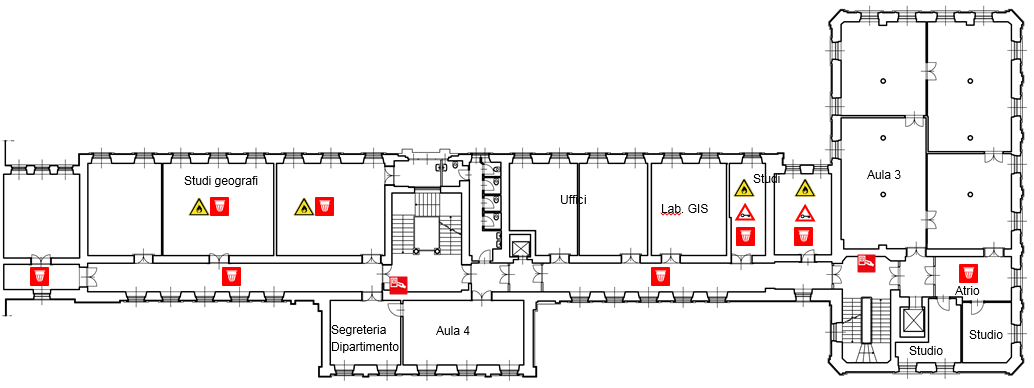 Aula 3
Studi geografi
Studi
Uffici
Lab. GIS
Atrio
Segreteria
Dipartimento
Aula 4
Studio
Studio